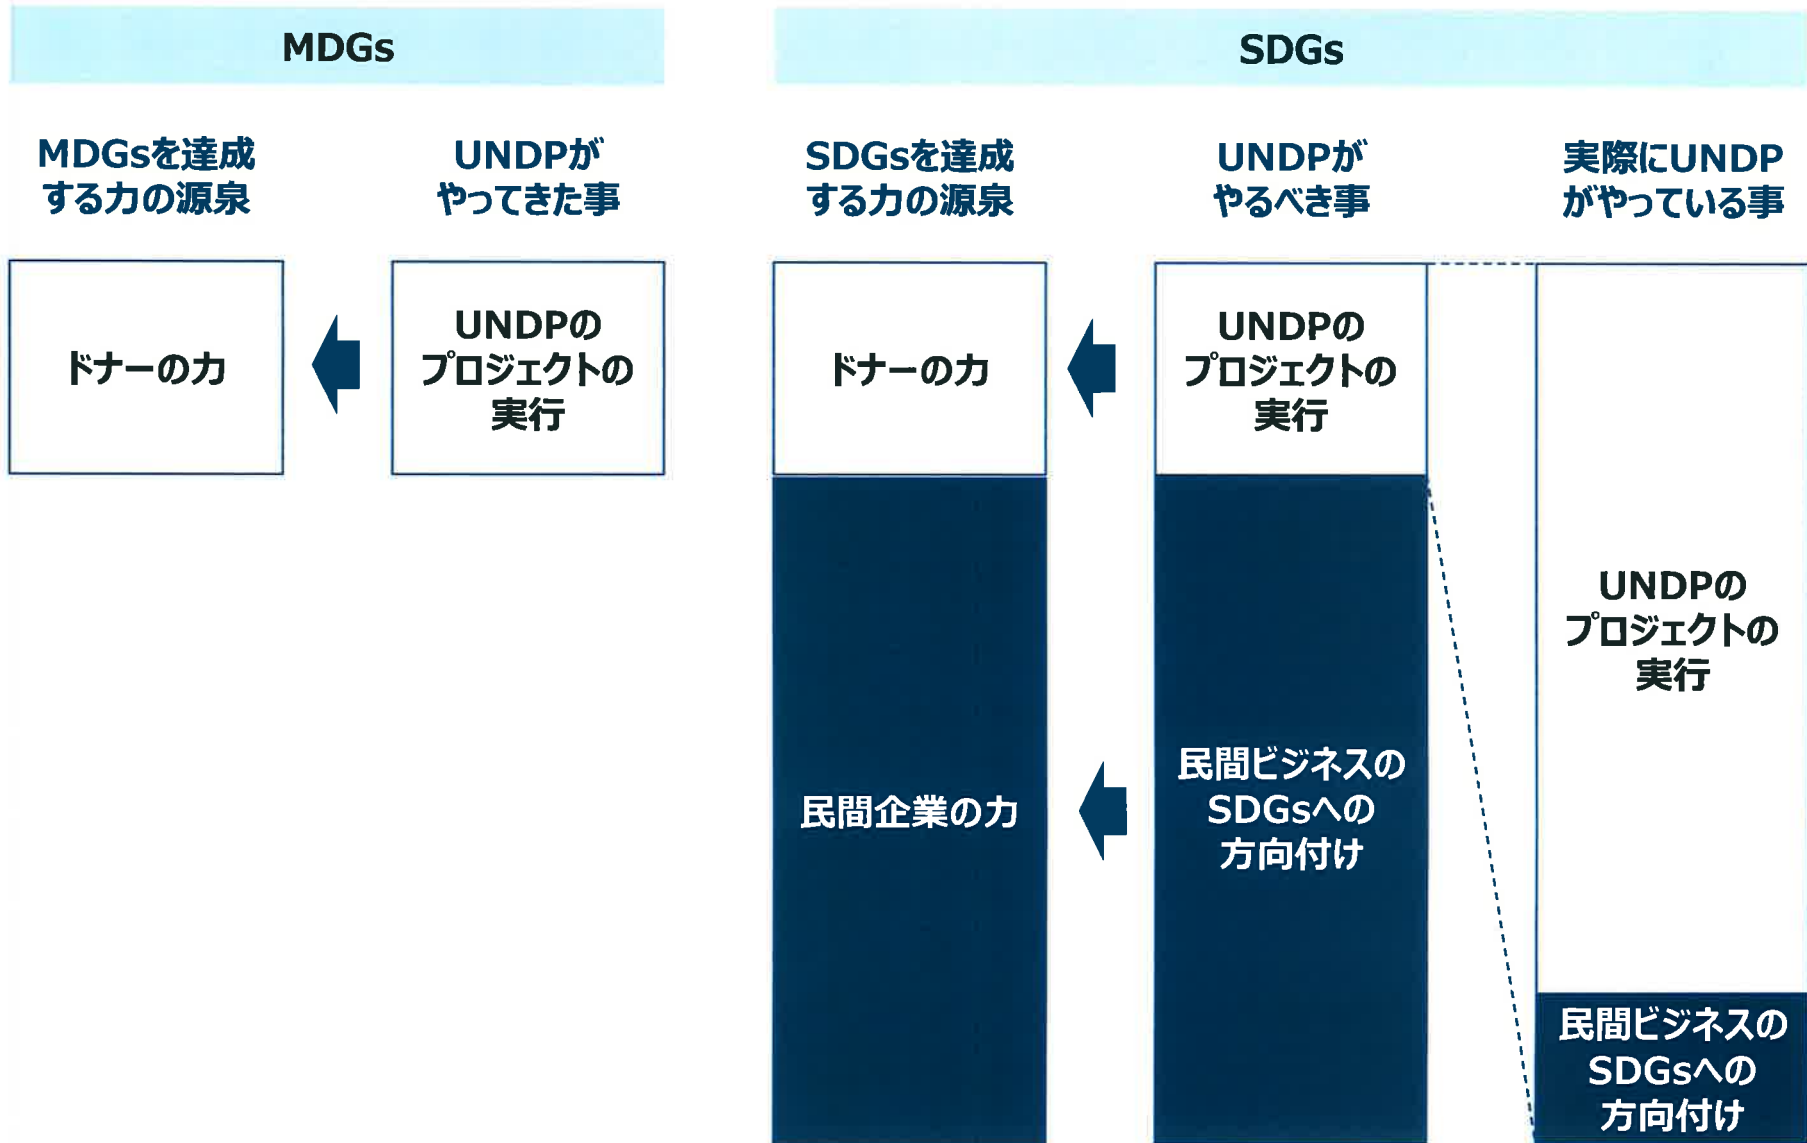 MDGs
MDGsを達成
する力の源泉
UNDPが
やってきた事
ドナーの力
UNDPの
プロジェクトの
実行
SDGs
SDGsを達成
する力の源泉
UNDPが
やるべき事
実際にUNDP
がやっている事
ドナーの力
UNDPの
プロジェクトの
実行
民間企業の力
民間ビジネスの
SDGsへの
方向付け
UNDPの
プロジェクトの
実行
民間ビジネスの
SDGsへの
方向付け